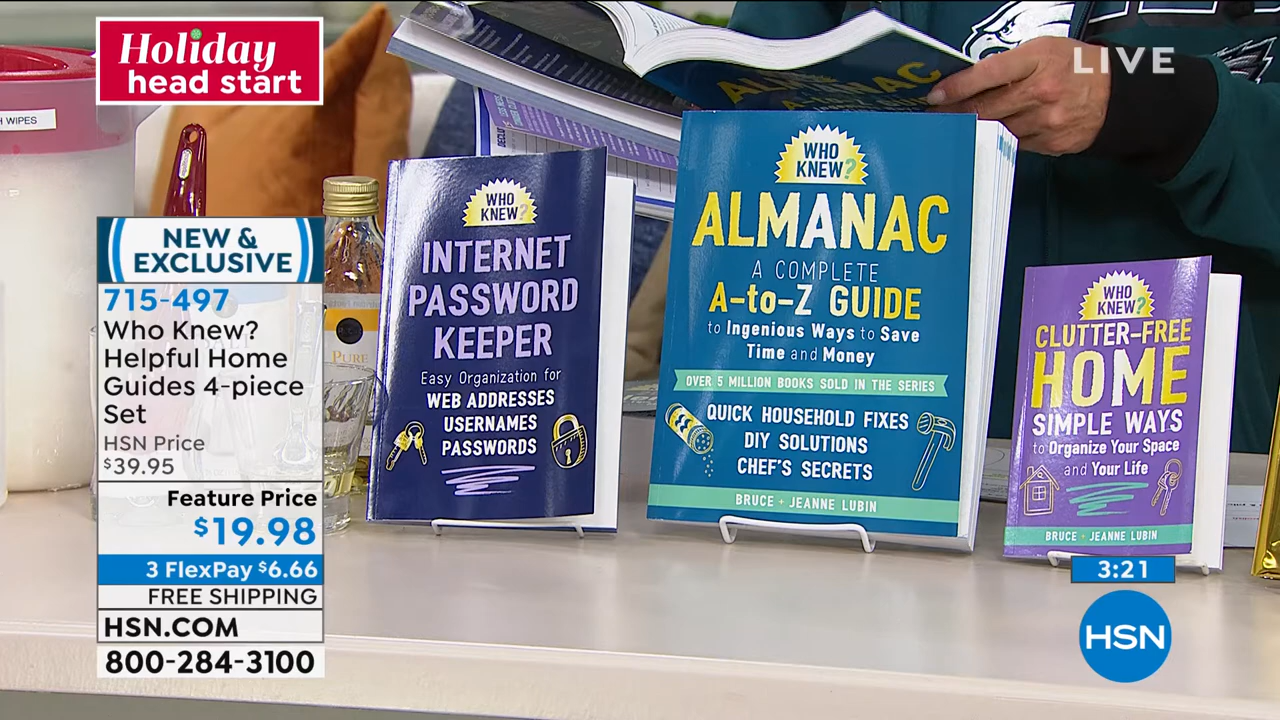 Holiday
head start
LIVE
H WIPES
NEW &
EXCLUSIVE
715-497
Who Knew?
Helpful Home
Guides 4-piece
Set
HSN Price
$39.95
Feature Price
$19.98
3 FlexPay $6.66
FREE SHIPPING
HSN.COM
800-284-3100
PURE
WHO
KNEW?
INTERNET
PASSWORD
KEEPER
Easy Organization for
WEB ADDRESSES
USERNAMES
PASSWORDS
ALMANAC
WHO
KNEW?
ALMANAC
A COMPLETE
A-to-Z GUIDE
to Ingenious Ways to Save
Time and Money
OVER 5 MILLION BOOKS SOLD IN THE SERIES
QUICK HOUSEHOLD FIXES
DIY SOLUTIONS
CHEF'S SECRETS
BRUCE + JEANNE LUBIN
WHO
KNEW?
CLUTTER-FREE
HOME
SIMPLE WAYS
to Organize Your Space
and Your Life
BRUCE + JEANNE LUBIN
3:21
HSN